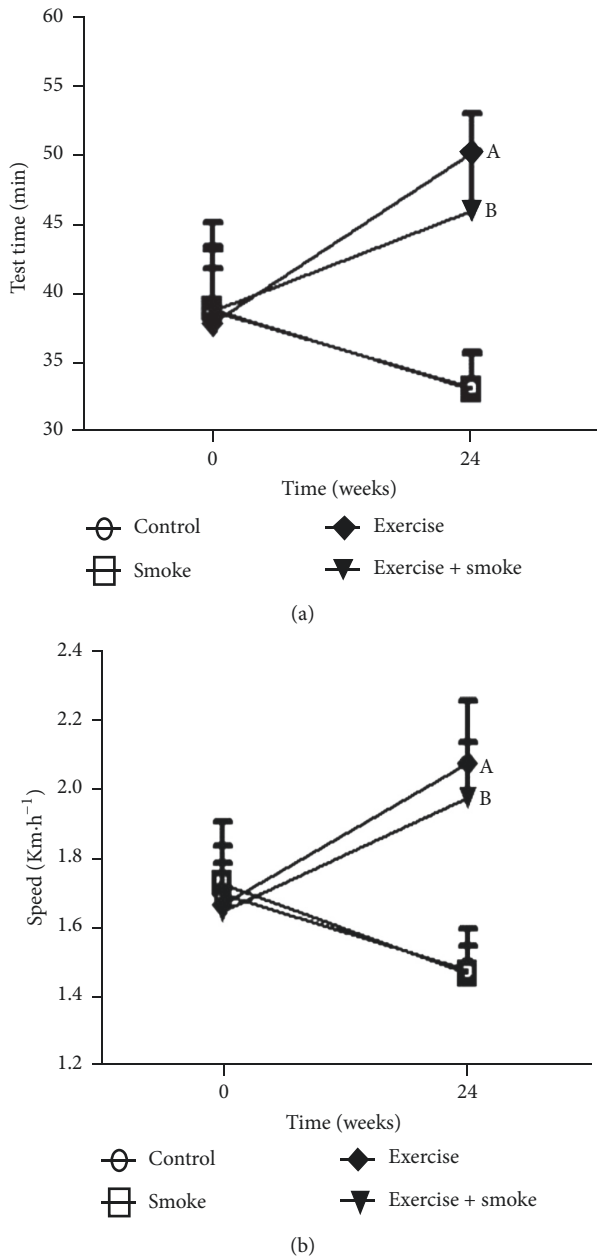 60
55
50
45
40
35
30
Test time (min)
A
B
0
24
Time (weeks)
Control
Exercise
Smoke
Exercise + smoke
(a)
2.4
2.2
2.0
1.8
1.6
1.4
1.2
Speed (Km·h⁻¹)
A
B
0
24
Time (weeks)
Control
Exercise
Smoke
Exercise + smoke
(b)